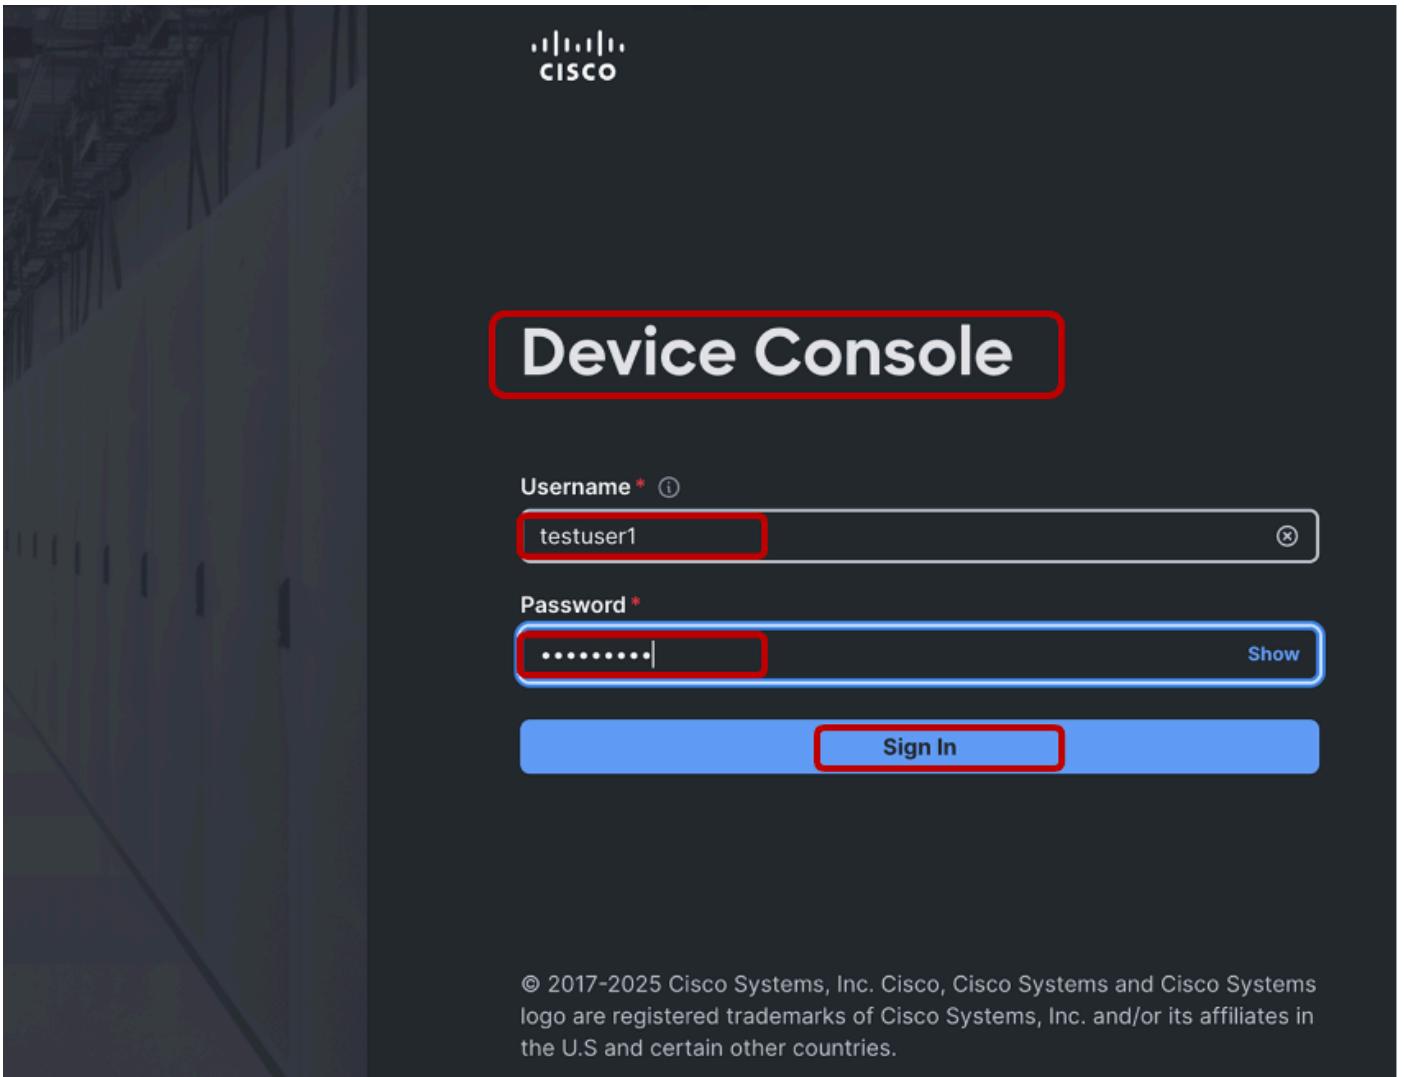 CISCO
Device Console
Username *
testuser1
Password *
•••••••••
Show
Sign In
© 2017-2025 Cisco Systems, Inc. Cisco, Cisco Systems and Cisco Systems
logo are registered trademarks of Cisco Systems, Inc. and/or its affiliates in
the U.S and certain other countries.